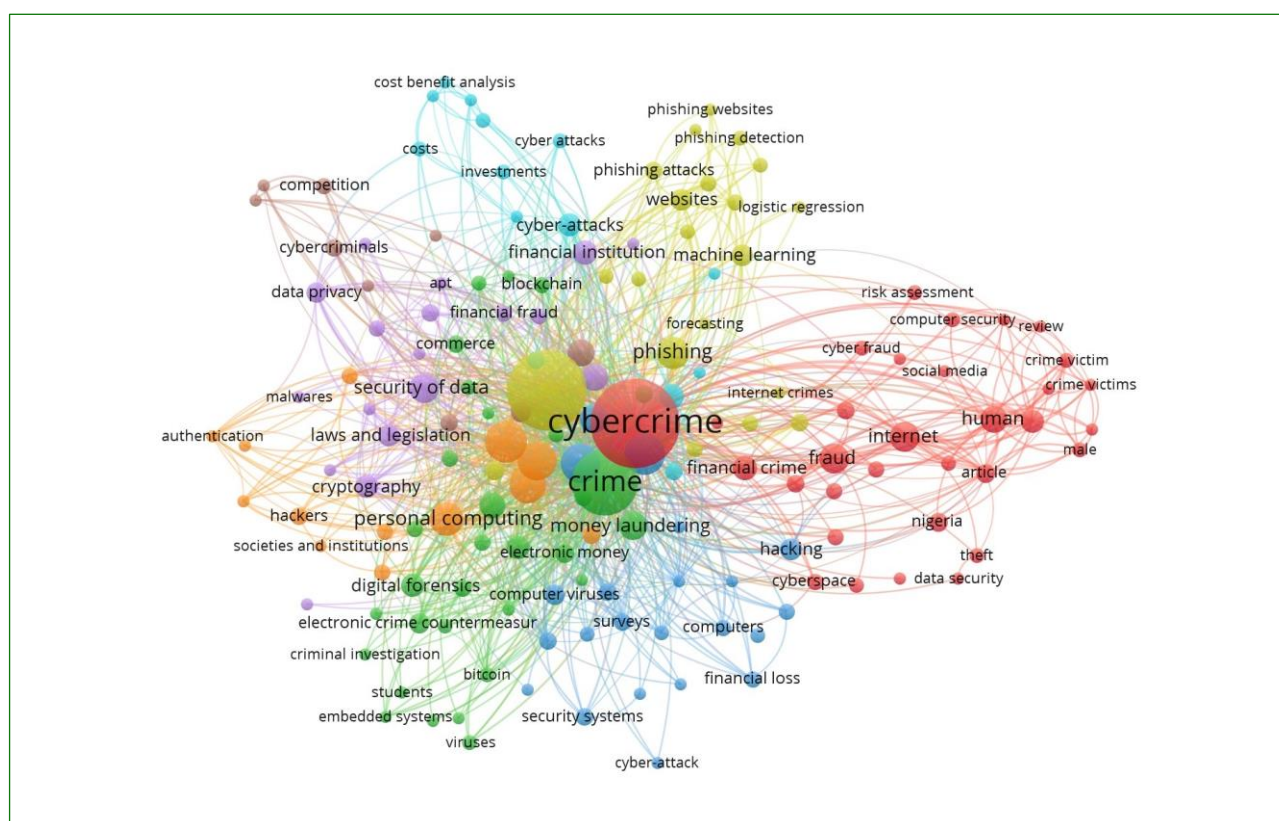 cost benefit analysis
phishing websites
cyber attacks
phishing detection
costs
investments
phishing attacks
competition
websites
logistic regression
cyber-attacks
cybercriminals
financial institution
machine learning
data privacy
apt
blockchain
risk assessment
financial fraud
computer security
review
forecasting
commerce
phishing
cyber fraud
crime victim
social media
security of data
crime victims
malwares
internet crimes
cybercrime
human
authentication
laws and legislation
internet
male
financial crime
fraud
article
crime
cryptography
hackers
personal computing
money laundering
nigeria
societies and institutions
electronic money
hacking
theft
digital forensics
cyberspace
data security
computer viruses
electronic crime countermeasur
surveys
computers
criminal investigation
bitcoin
financial loss
students
embedded systems
security systems
viruses
cyber-attack